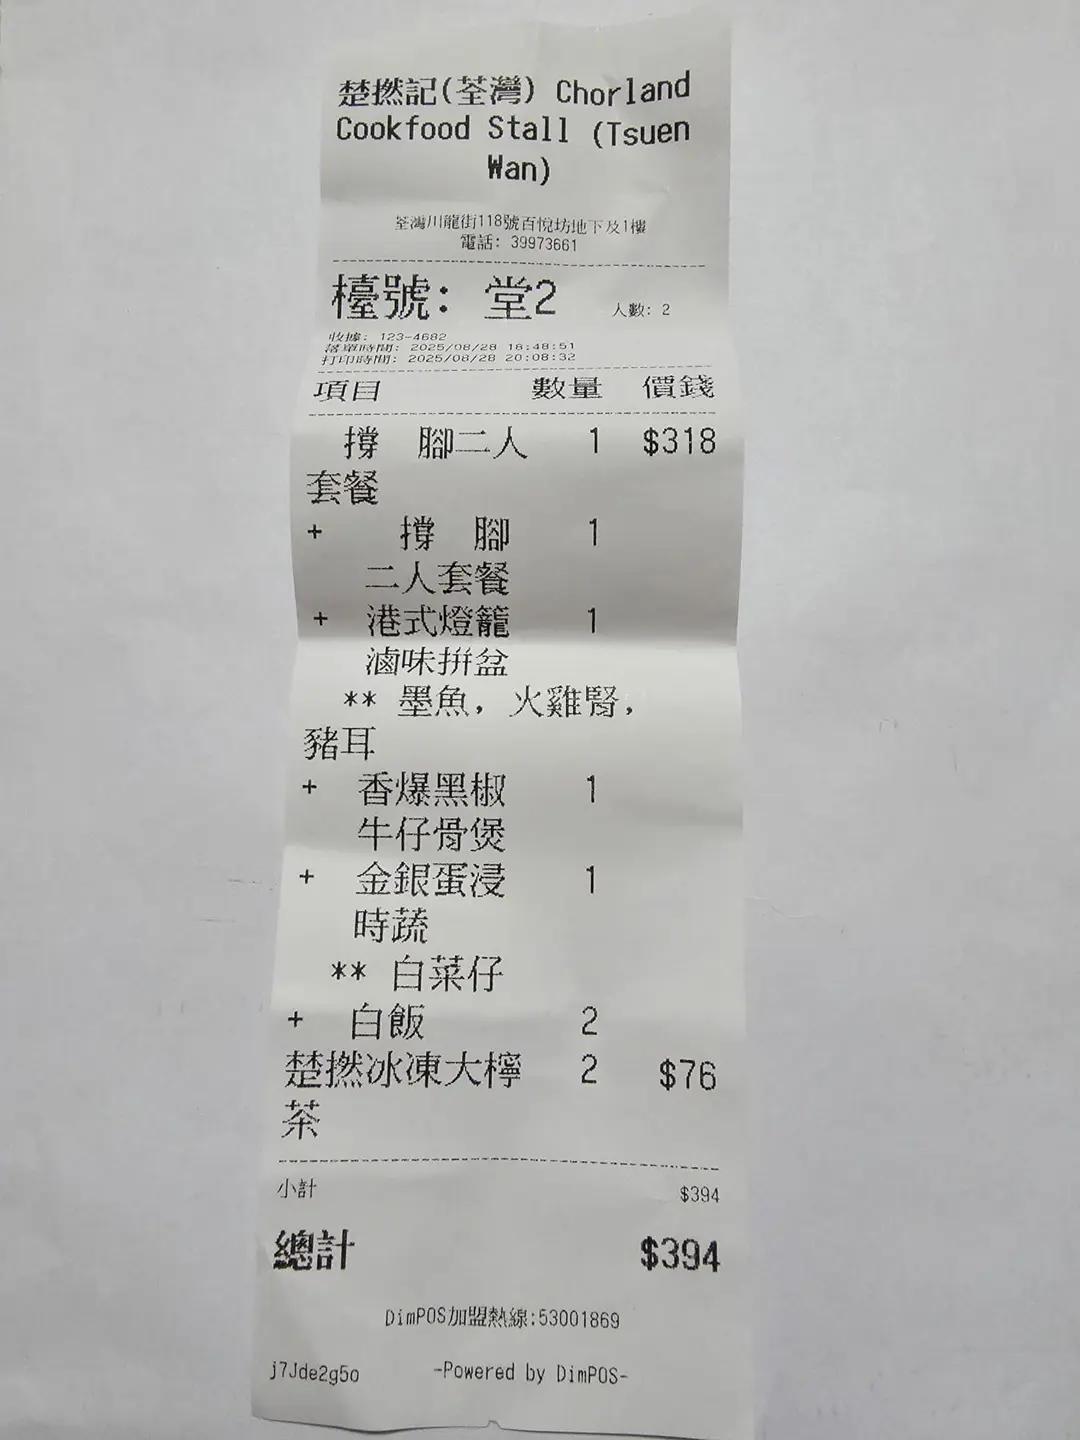 楚撚記(荃灣) Chorland
Cookfood Stall (Tsuen
Wan)
荃灣川龍街118號百悅坊地下及1樓
電話: 39973661
檯號: 堂2 人數: 2
收據: 123-4682
落單時間: 2025/08/28 18:48:51
打印時間: 2025/08/28 20:08:32
項目 數量 價錢
撐 腳二人 1 $318
套餐
+ 撐 腳 1
二人套餐
+ 港式燈籠 1
滷味拼盆
** 墨魚, 火雞腎,
豬耳
+ 香爆黑椒 1
牛仔骨煲
+ 金銀蛋浸 1
時蔬
** 白菜仔
+ 白飯 2
楚撚冰凍大檸 2 $76
茶
小計 $394
總計 $394
DimPOS加盟熱線:53001869
j7Jde2g5o -Powered by DimPOS-